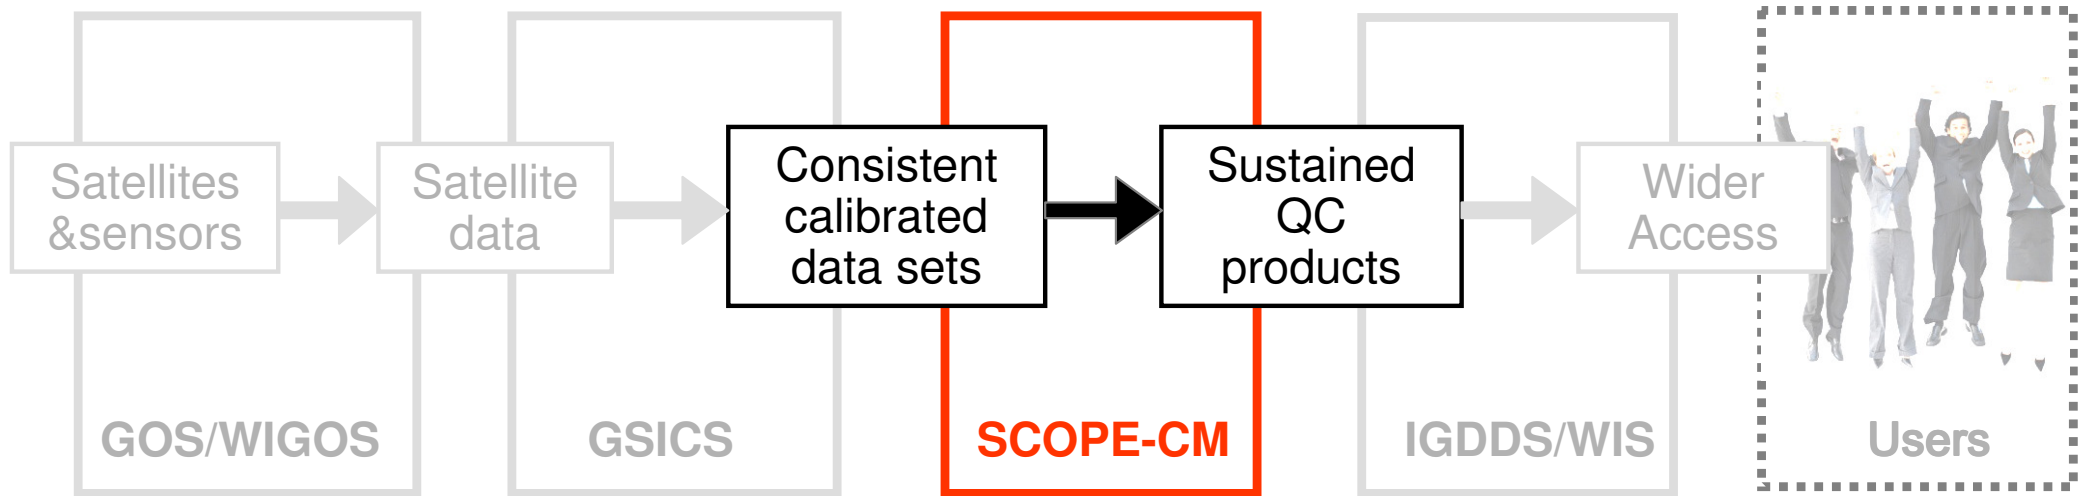 Satellites
&sensors
Satellite
data
Consistent
calibrated
data sets
Sustained
QC
products
Wider
Access
GOS/WIGOS
GSICS
SCOPE-CM
IGDDS/WIS
Users